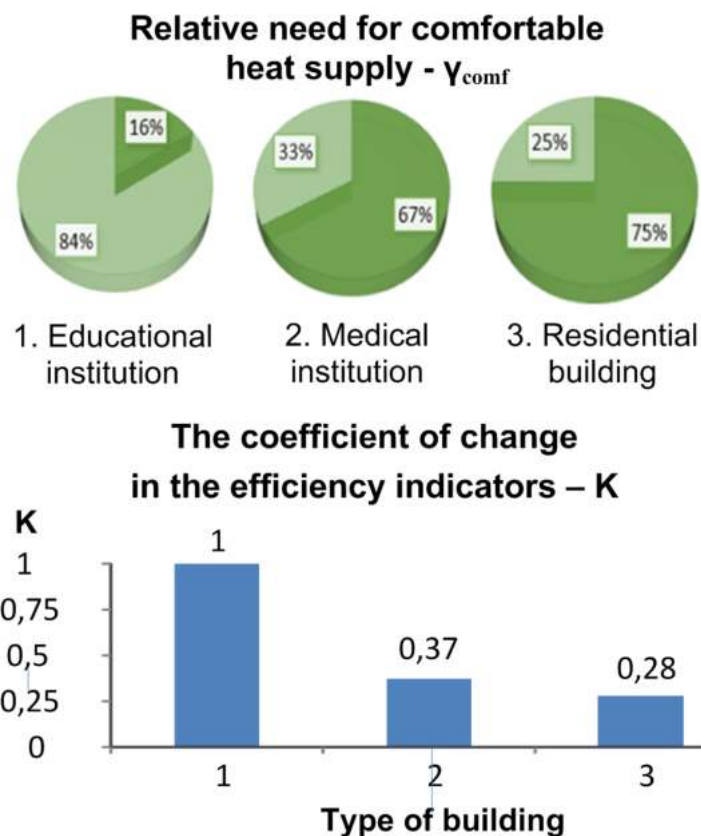 Relative need for comfortable
heat supply - γcomf
16%
84%
33%
67%
25%
75%
1. Educational
institution
2. Medical
institution
3. Residential
building
The coefficient of change
in the efficiency indicators – K
K
1
0,75
0,5
0,25
0
1
0,37
0,28
1
2
3
Type of building